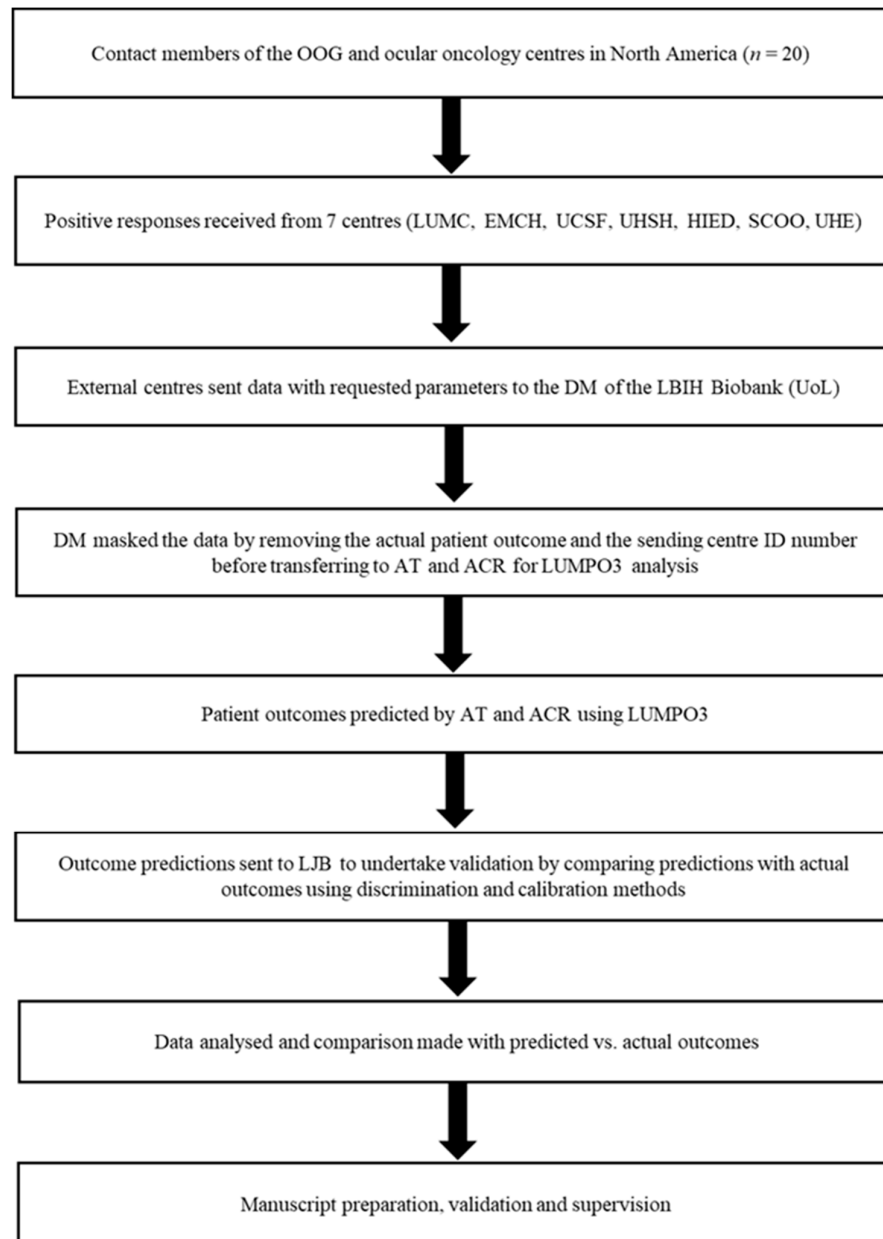 Contact members of the OOG and ocular oncology centres in North America (n = 20)
Positive responses received from 7 centres (LUMC, EMCH, UCSF, UHSH, HIED, SCOO, UHE)
External centres sent data with requested parameters to the DM of the LBIH Biobank (UoL)
DM masked the data by removing the actual patient outcome and the sending centre ID number
before transferring to AT and ACR for LUMPO3 analysis
Patient outcomes predicted by AT and ACR using LUMPO3
Outcome predictions sent to LJB to undertake validation by comparing predictions with actual
outcomes using discrimination and calibration methods
Data analysed and comparison made with predicted vs. actual outcomes
Manuscript preparation, validation and supervision